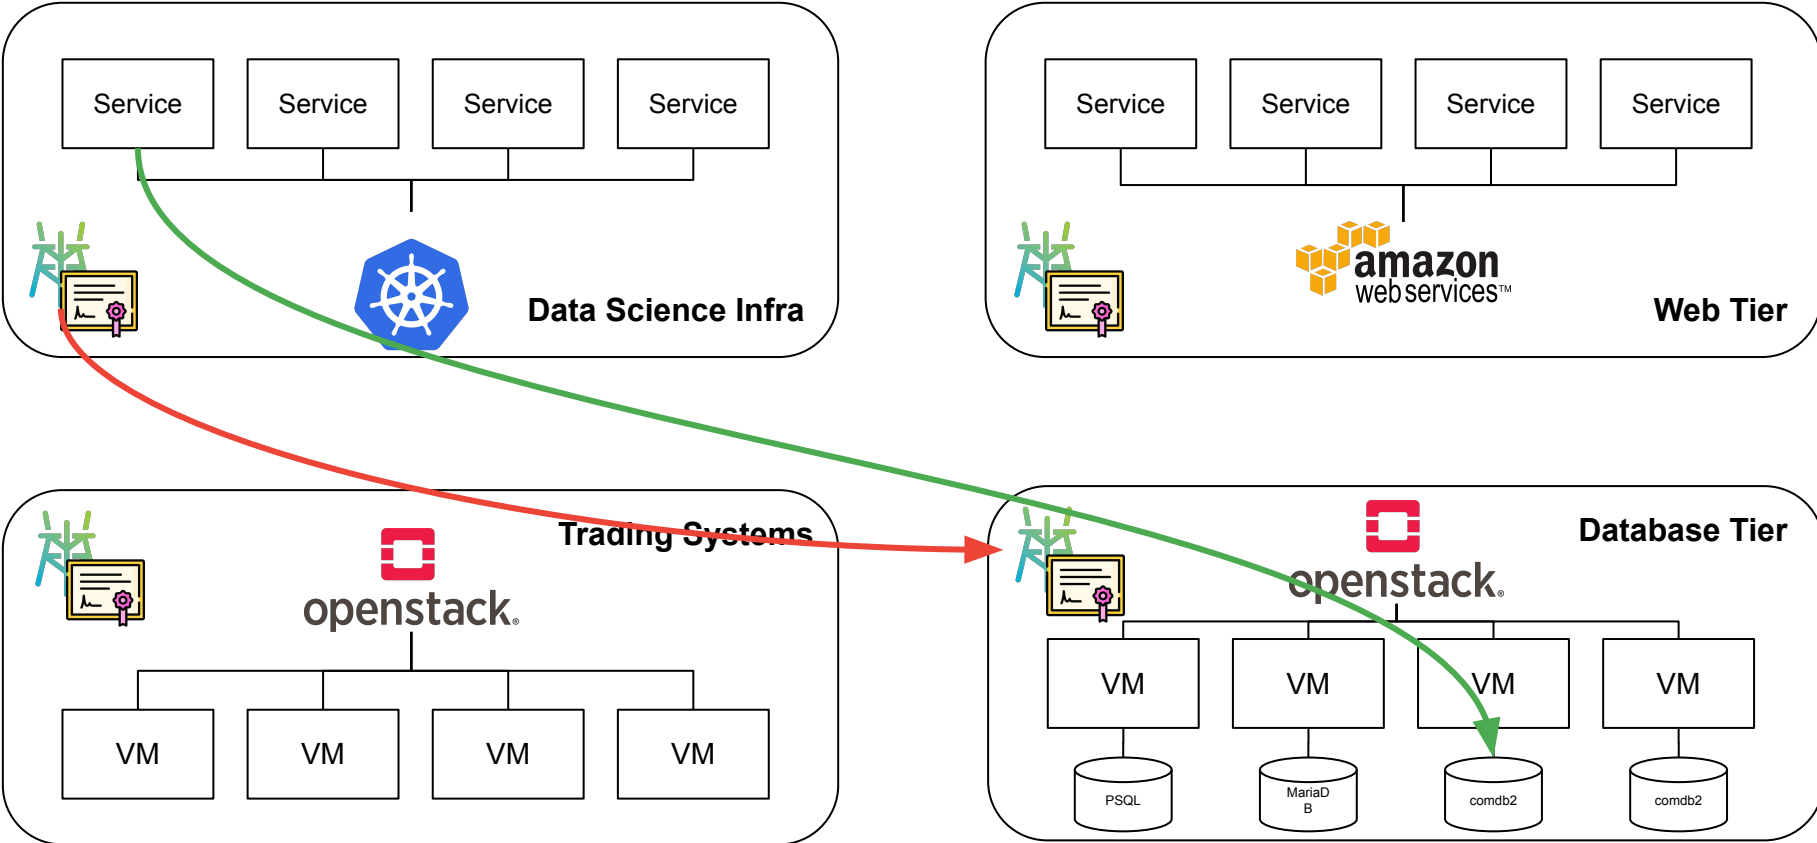 Service
Service
Service
Service
Data Science Infra
Service
Service
Service
Service
amazon
webservices™
Web Tier
Trading Systems
openstack®
VM
VM
VM
VM
Database Tier
openstack®
VM
VM
VM
VM
PSQL
MariaD
B
comdb2
comdb2